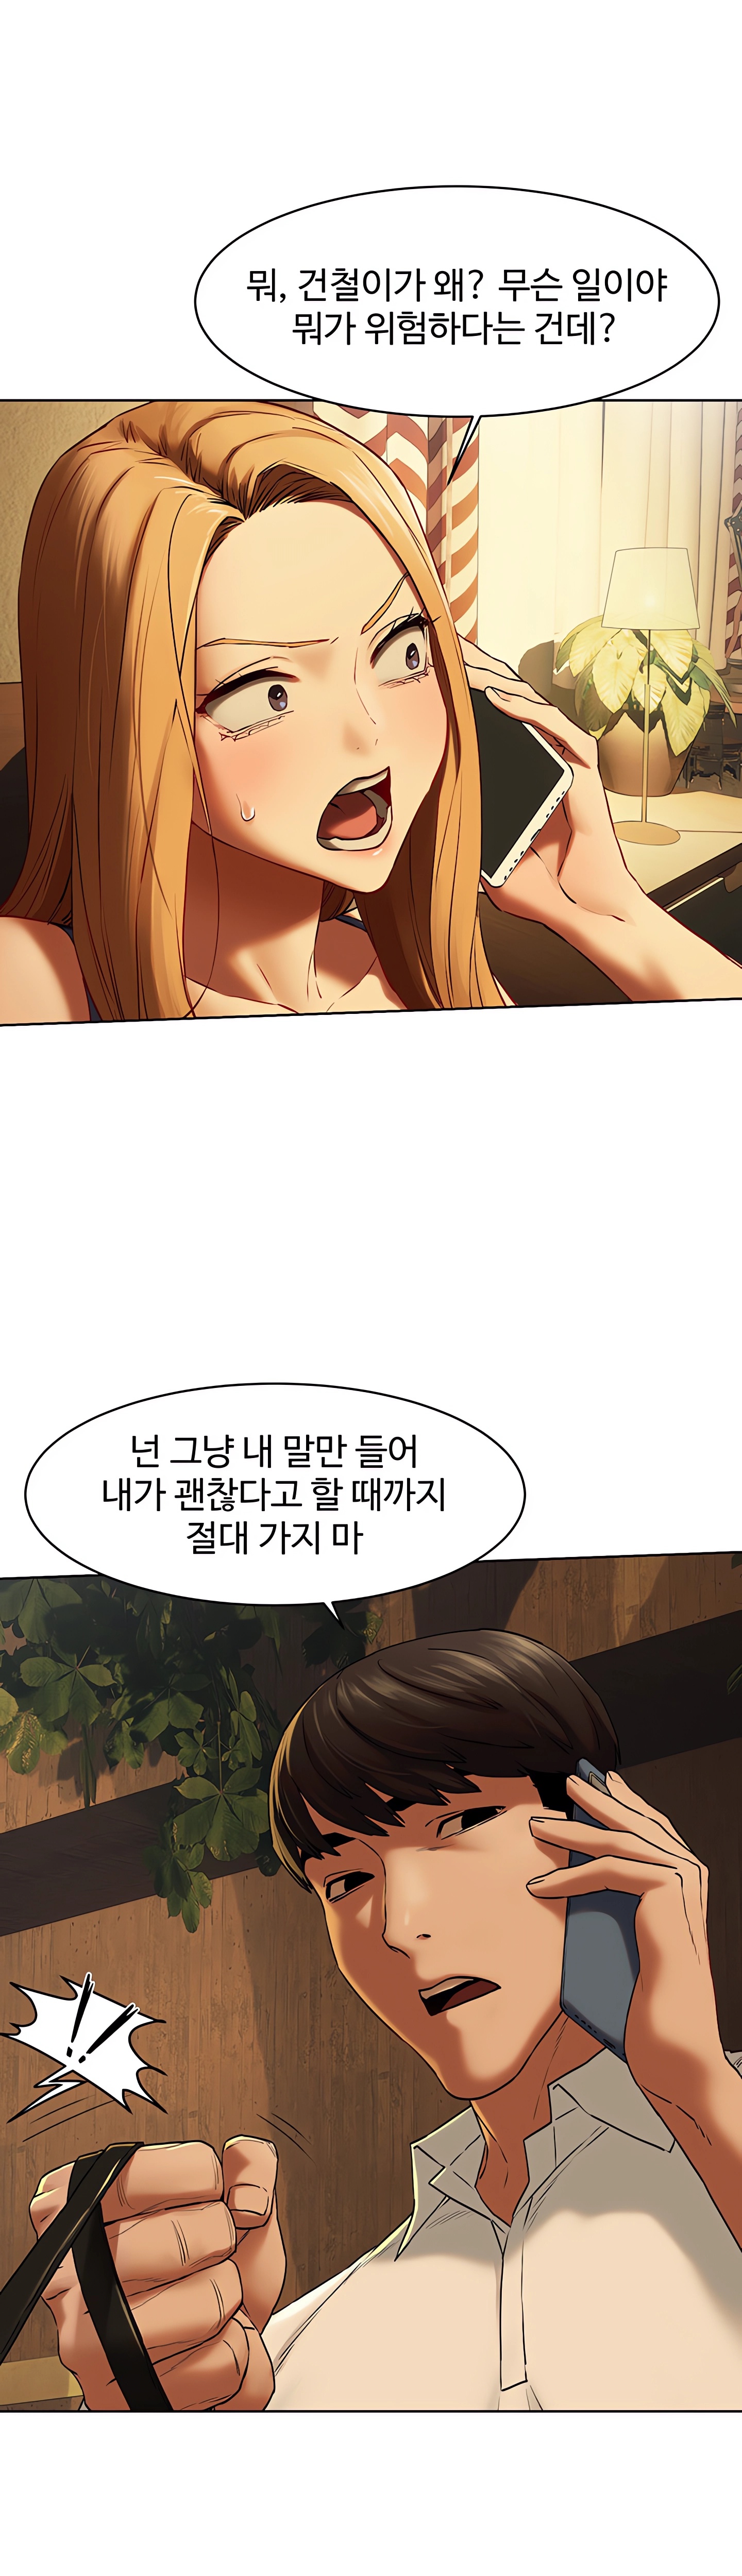 뭐, 건철이가 왜? 무슨 일이야
뭐가 위험하다는 건데?
넌 그냥 내 말만 들어
내가 괜찮다고 할 때까지
절대 가지 마
!!